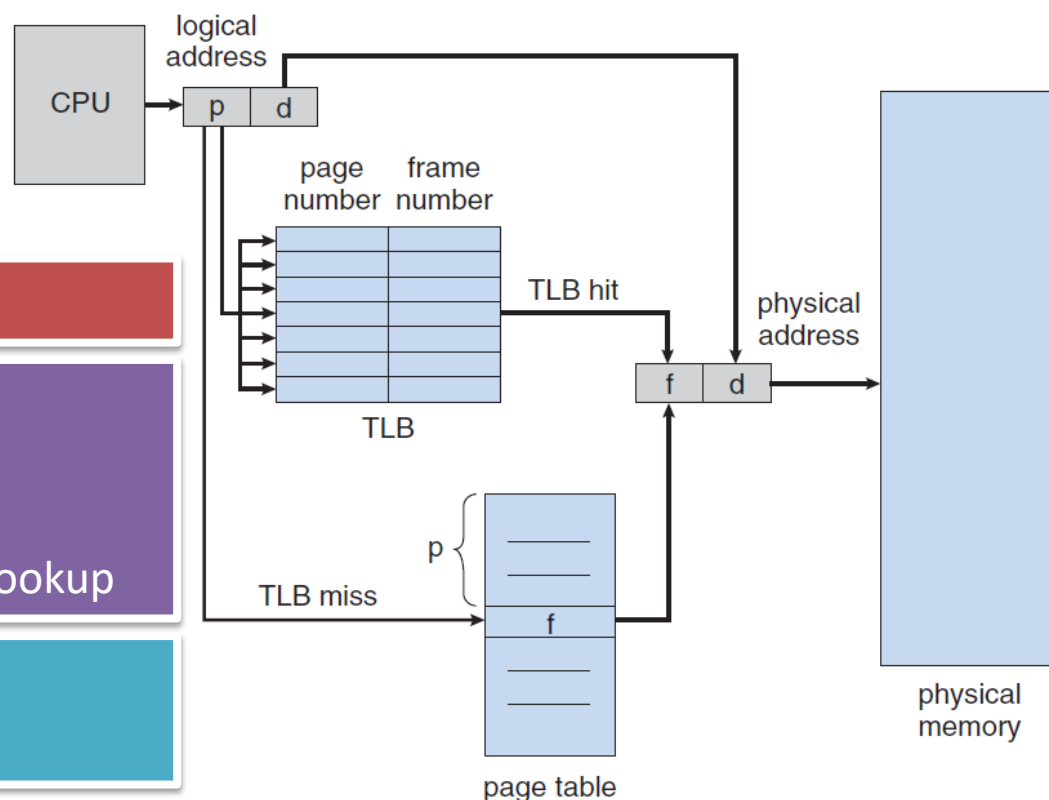 logical
address
CPU
p
d
page
number
frame
number
TLB hit
physical
address
f
d
TLB
ookup
p
TLB miss
f
physical
memory
page table